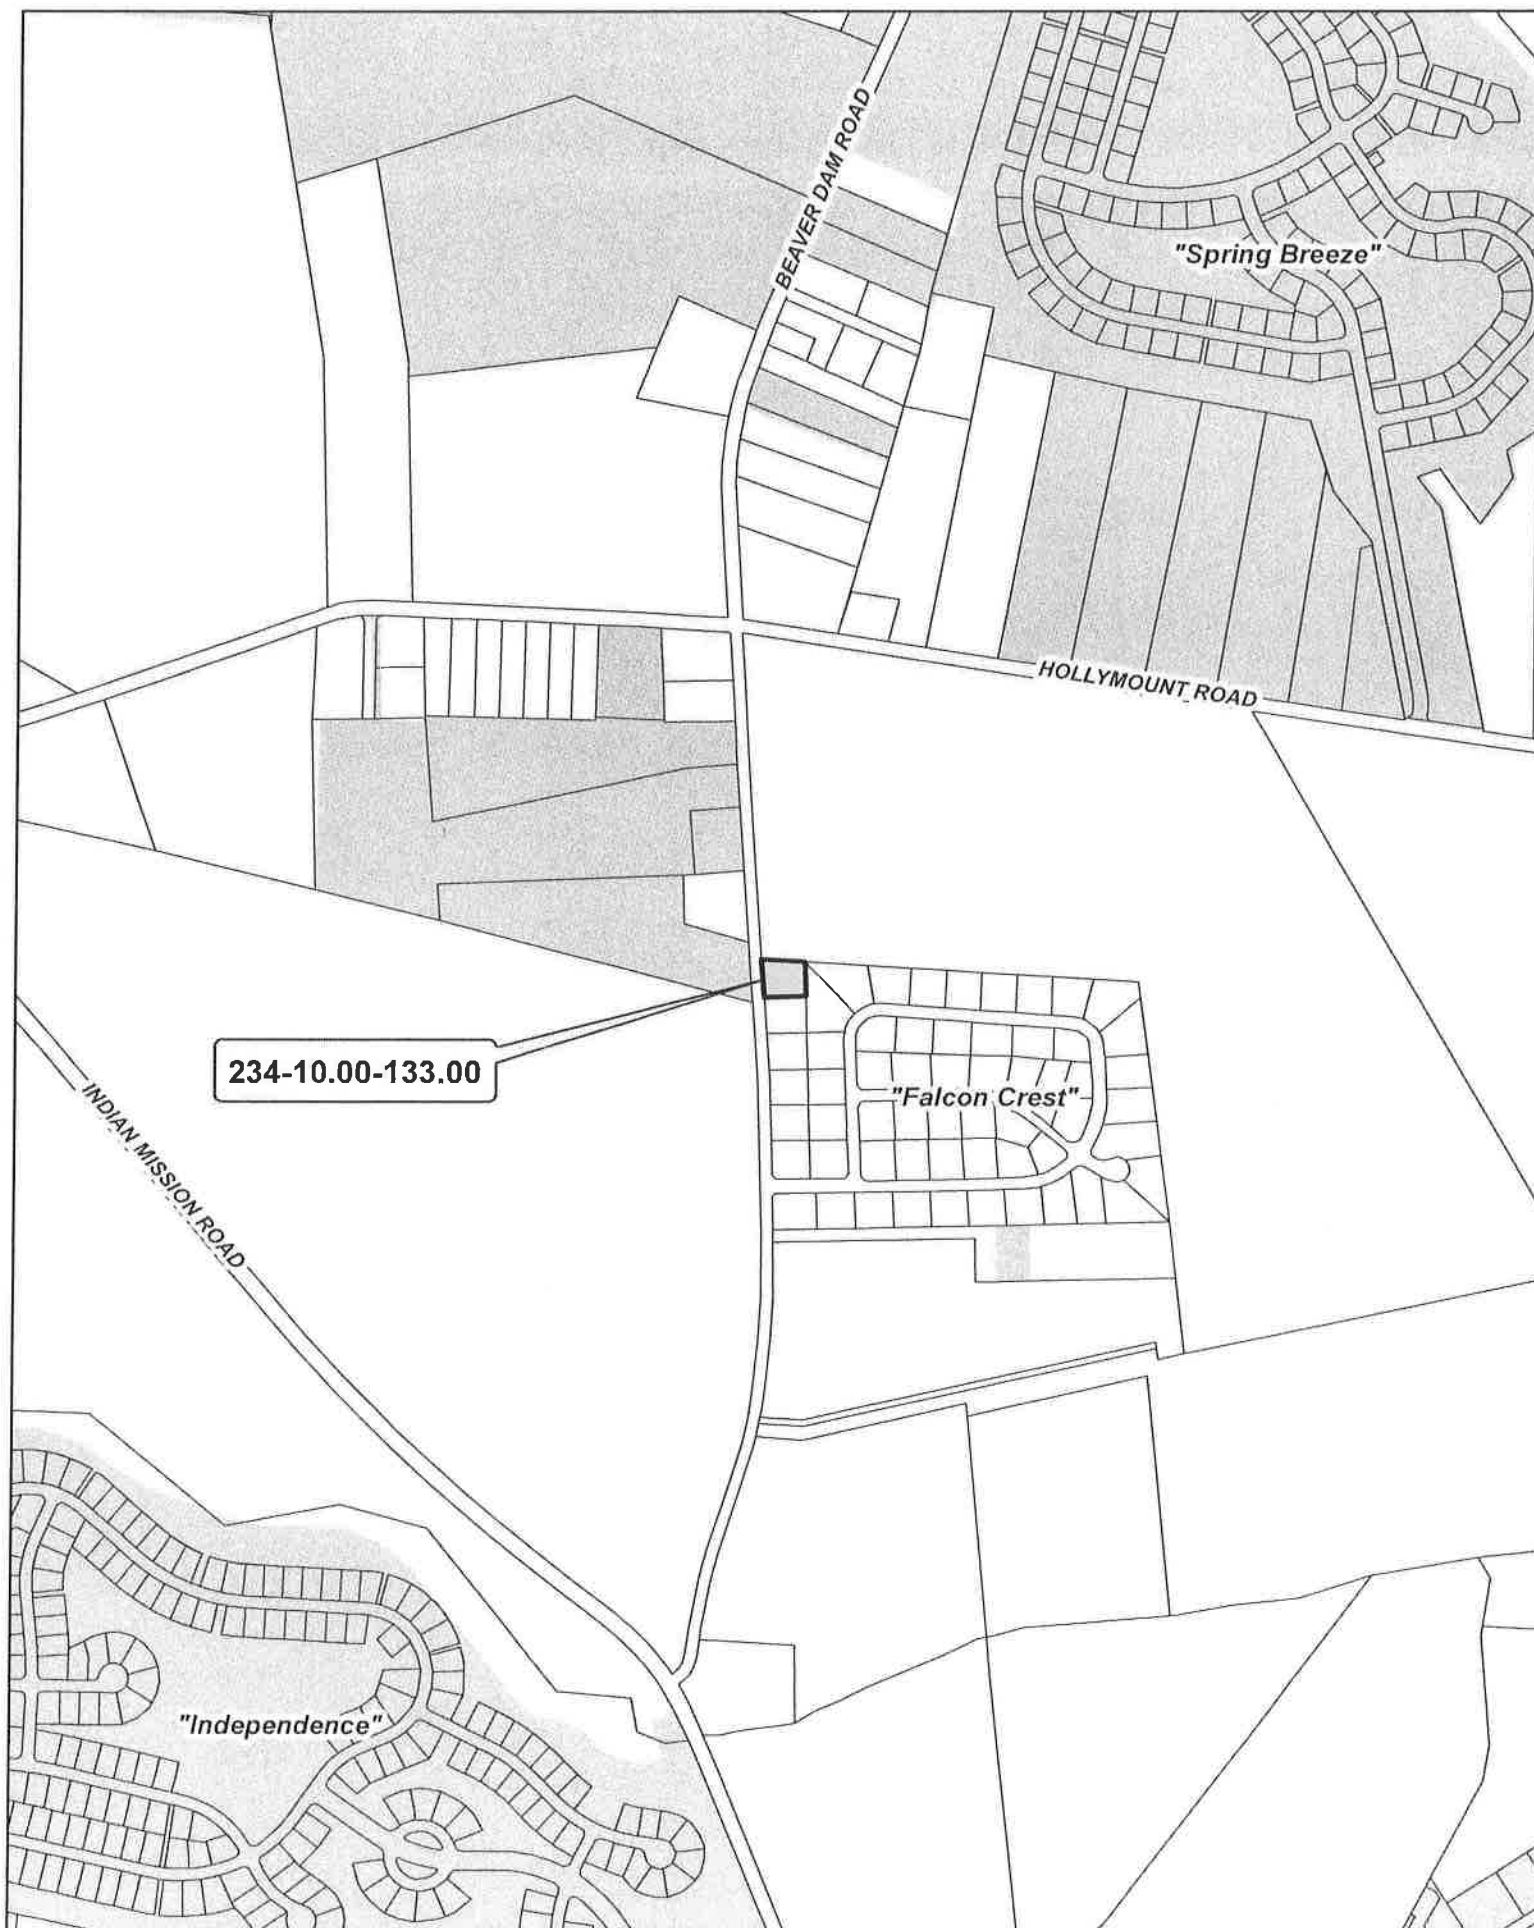 BEAVER DAM ROAD
"Spring Breeze"
HOLLYMOUNT ROAD
234-10.00-133.00
"Falcon Crest"
INDIAN MISSION ROAD
"Independence"